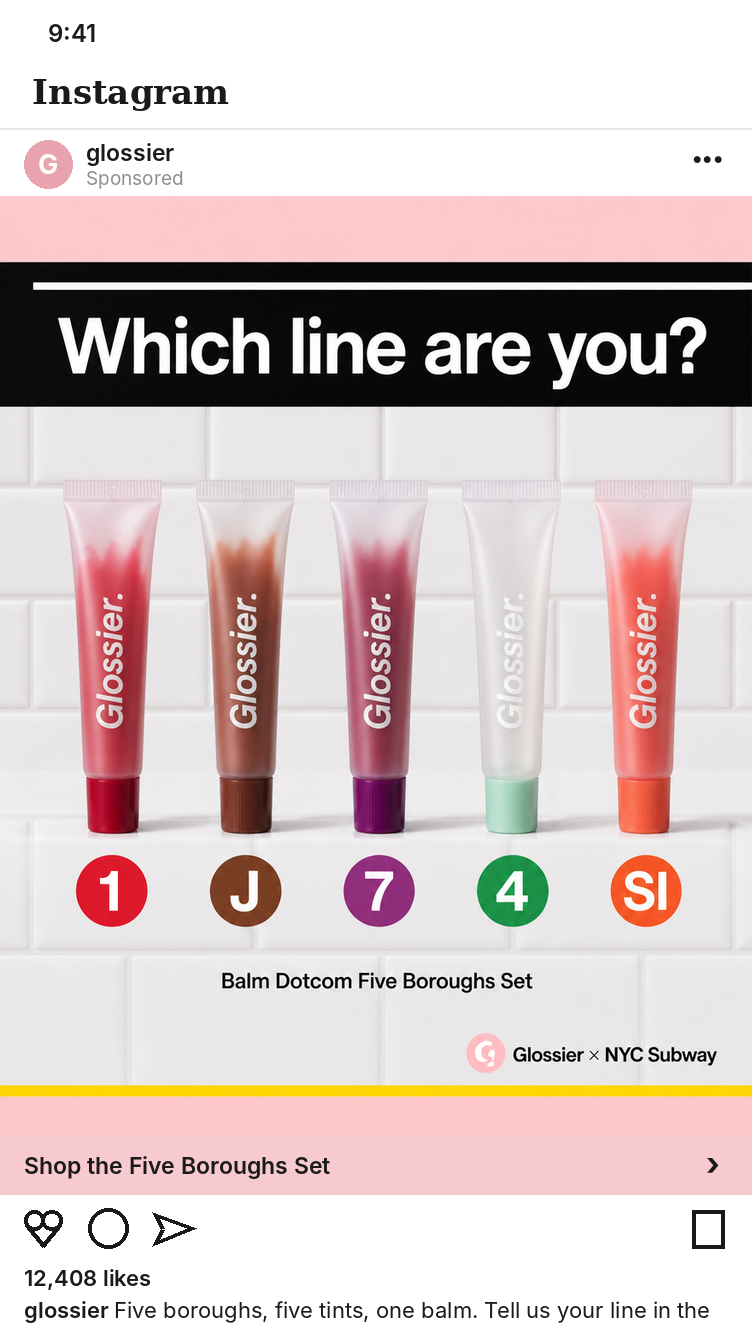 9:41
Instagram
G
glossier
Sponsored
Which line are you?
Glossier.
Glossier.
Glossier.
Glossier.
Glossier.
1
J
7
4
SI
Balm Dotcom Five Boroughs Set
G Glossier × NYC Subway
Shop the Five Boroughs Set
12,408 likes
glossier Five boroughs, five tints, one balm. Tell us your line in the